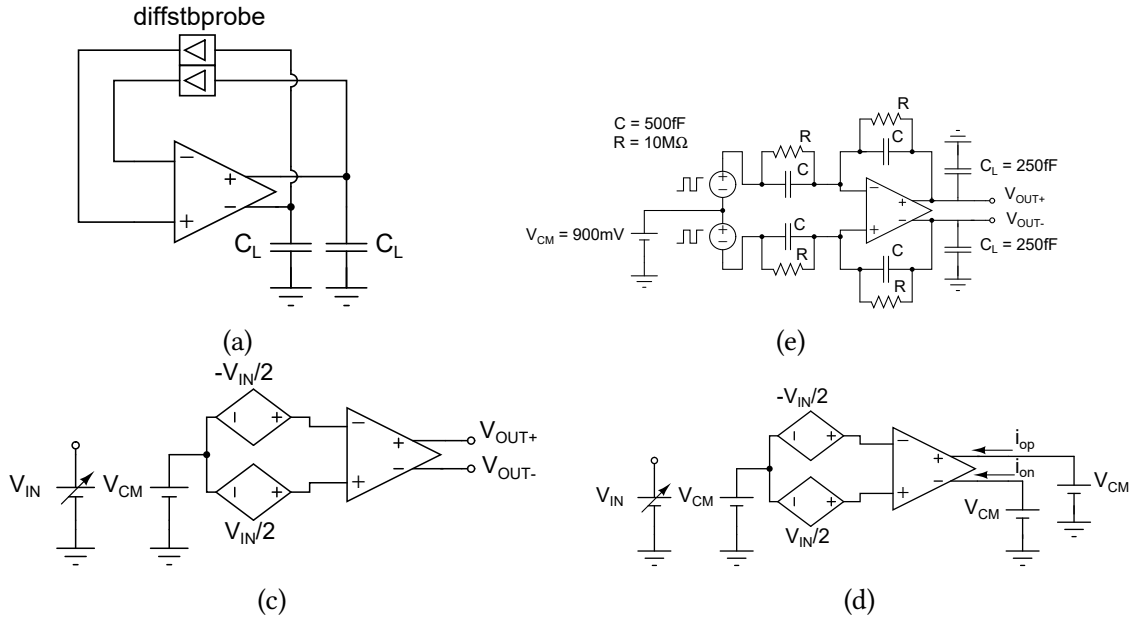 diffstbprobe
−
+
+
−
C_L
C_L
(a)
C = 500fF
R = 10MΩ
R
C
R
C
+
−
+
−
−
+
+
−
C
R
C
R
V_CM = 900mV
C_L = 250fF
V_OUT+
V_OUT-
C_L = 250fF
(e)
-V_IN/2
−
+
−
+
V_IN
V_CM
V_IN/2
−
+
+
−
V_OUT+
V_OUT-
(c)
-V_IN/2
−
+
−
+
V_IN
V_CM
V_IN/2
−
+
+
−
i_op
i_on
V_CM
V_CM
(d)